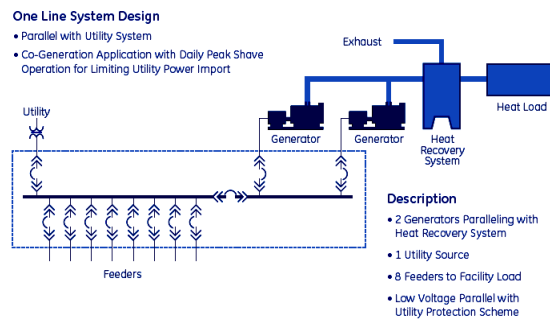 One Line System Design
• Parallel with Utility System
• Co-Generation Application with Daily Peak Shave
Operation for Limiting Utility Power Import
Exhaust
Heat Load
Utility
Generator
Generator
Heat
Recovery
System
Feeders
Description
• 2 Generators Paralleling with
Heat Recovery System
• 1 Utility Source
• 8 Feeders to Facility Load
• Low Voltage Parallel with
Utility Protection Scheme